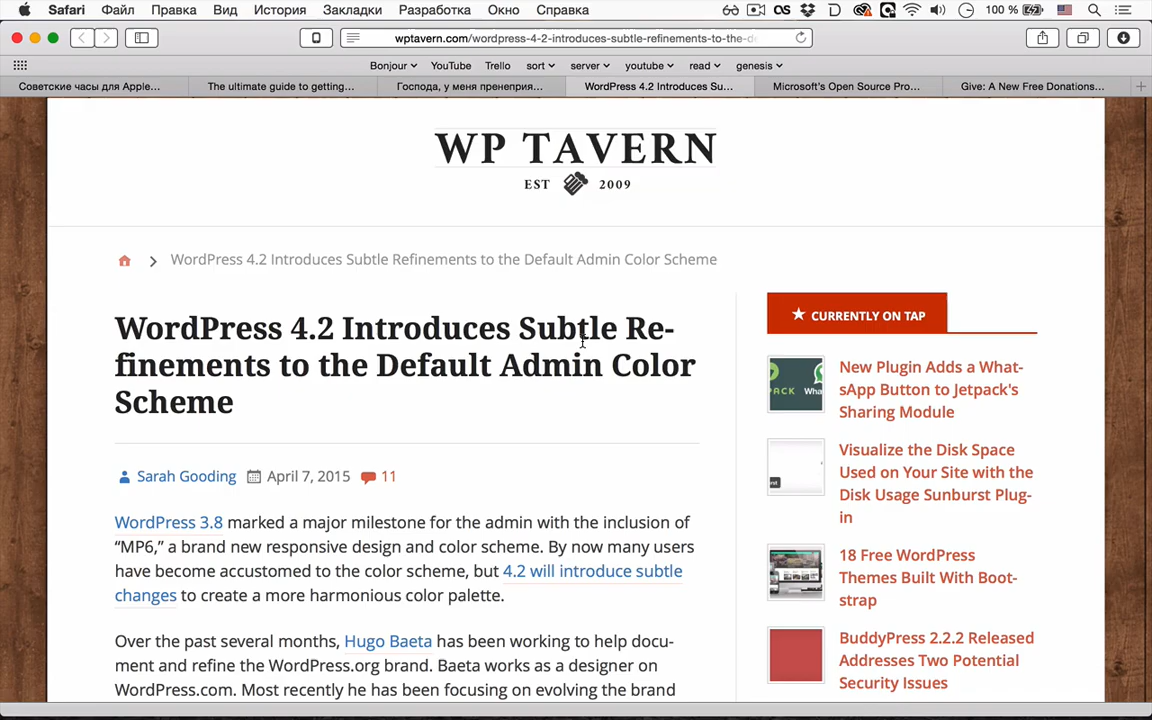 Safari Файл Правка Вид История Закладки Разработка Окно Справка 100 %
wptavern.com/wordpress-4-2-introduces-subtle-refinements-to-the-de
Bonjour YouTube Trello sort server youtube read genesis
Советские часы для Apple... The ultimate guide to getting... Господа, у меня пренеприя... WordPress 4.2 Introduces Su... Microsoft's Open Source Pro... Give: A New Free Donations...
WP TAVERN
EST 2009
WordPress 4.2 Introduces Subtle Refinements to the Default Admin Color Scheme
WordPress 4.2 Introduces Subtle Re-
finements to the Default Admin Color
Scheme
Sarah Gooding April 7, 2015 11
WordPress 3.8 marked a major milestone for the admin with the inclusion of
“MP6,” a brand new responsive design and color scheme. By now many users
have become accustomed to the color scheme, but 4.2 will introduce subtle
changes to create a more harmonious color palette.
Over the past several months, Hugo Baeta has been working to help docu-
ment and refine the WordPress.org brand. Baeta works as a designer on
WordPress.com. Most recently he has been focusing on evolving the brand
CURRENTLY ON TAP
New Plugin Adds a What-
sApp Button to Jetpack's
Sharing Module
Visualize the Disk Space
Used on Your Site with the
Disk Usage Sunburst Plug-
in
18 Free WordPress
Themes Built With Boot-
strap
BuddyPress 2.2.2 Released
Addresses Two Potential
Security Issues